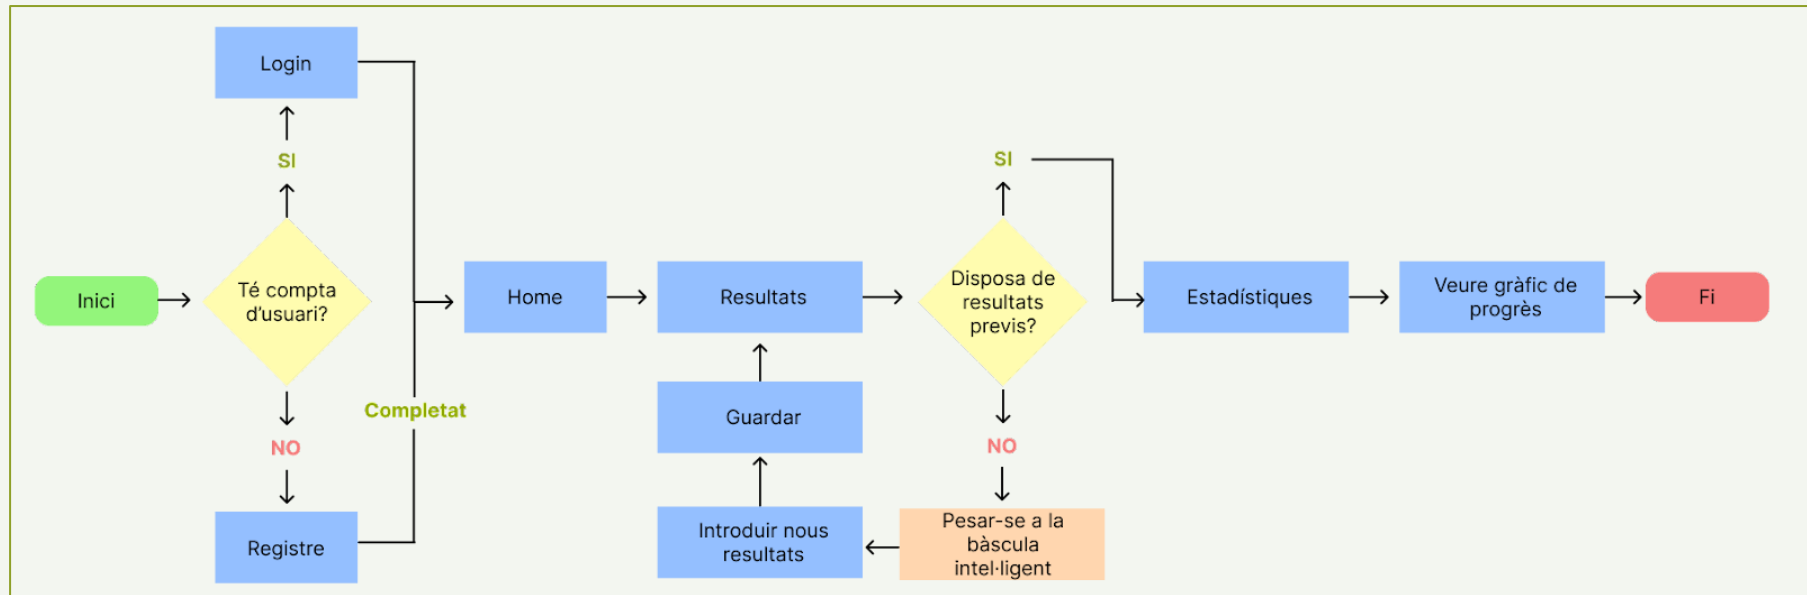 Inici
Té compta
d'usuari?
SI
Login
NO
Registre
Completat
Home
Resultats
Disposa de
resultats
previs?
SI
Estadístiques
Veure gràfic de
progrès
Fi
NO
Pesar-se a la
bàscula
intel·ligent
Introduir nous
resultats
Guardar